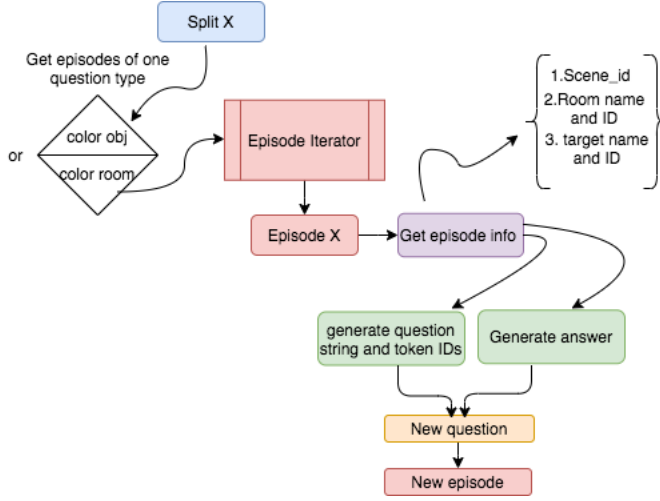 Split X
Get episodes of one
question type
or
color obj
color room
Episode Iterator
1.Scene_id
2.Room name
and ID
3. target name
and ID
Episode X
Get episode info
generate question
string and token IDs
Generate answer
New question
New episode